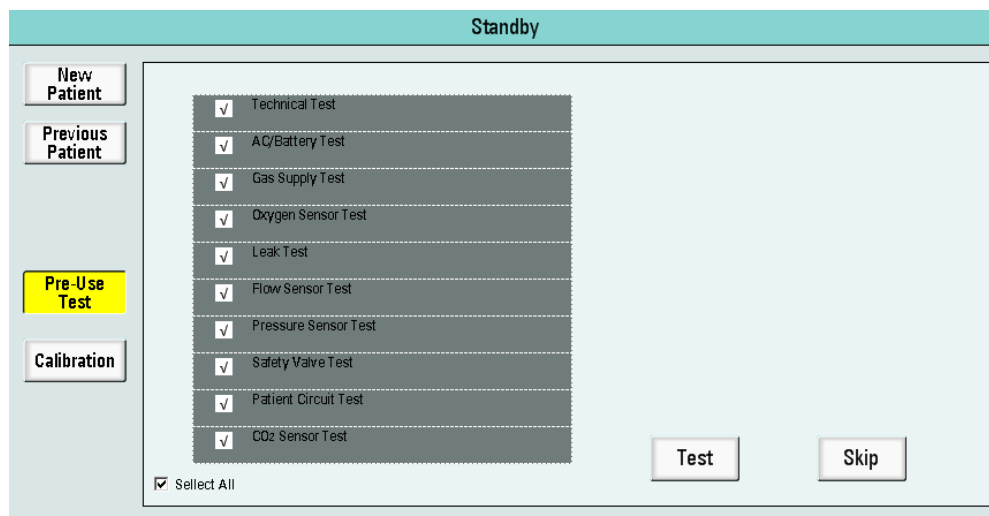 Standby
New
Patient
Previous
Patient
Pre-Use
Test
Calibration
√ Technical Test
√ AC/Battery Test
√ Gas Supply Test
√ Oxygen Sensor Test
√ Leak Test
√ Flow Sensor Test
√ Pressure Sensor Test
√ Safety Valve Test
√ Patient Circuit Test
√ CO₂ Sensor Test
Sellect All
Test
Skip